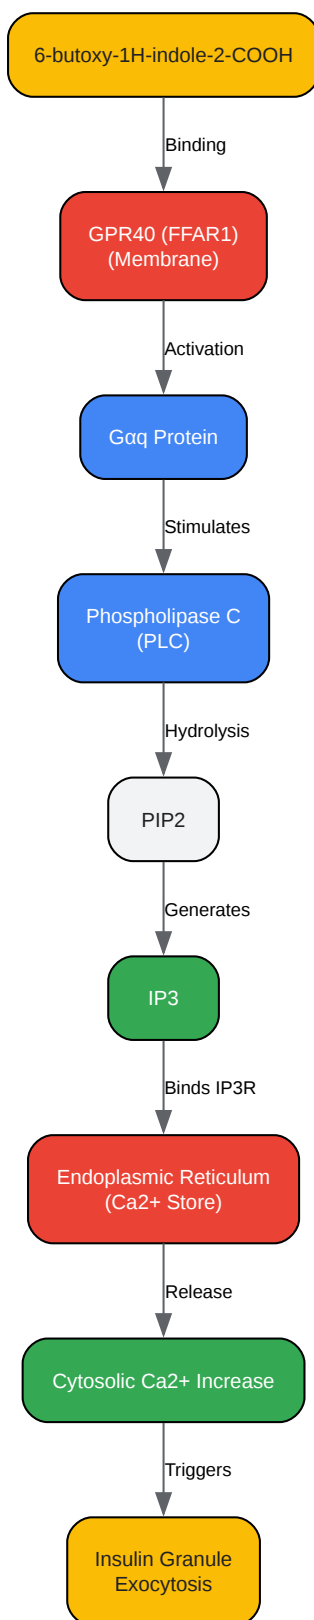 6-butoxy-1H-indole-2-COOH
Binding
GPR40 (FFAR1)
(Membrane)
Activation
Gαq Protein
Stimulates
Phospholipase C
(PLC)
Hydrolysis
PIP2
Generates
IP3
Binds IP3R
Endoplasmic Reticulum
(Ca2+ Store)
Release
Cytosolic Ca2+ Increase
Triggers
Insulin Granule
Exocytosis